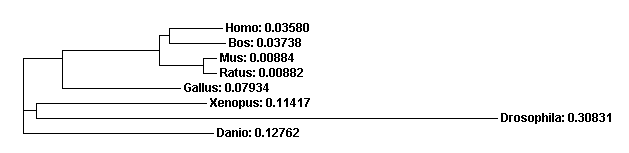 Homo: 0.03580
Bos: 0.03738
Mus: 0.00884
Ratus: 0.00882
Gallus: 0.07934
Xenopus: 0.11417
Drosophila: 0.30831
Danio: 0.12762